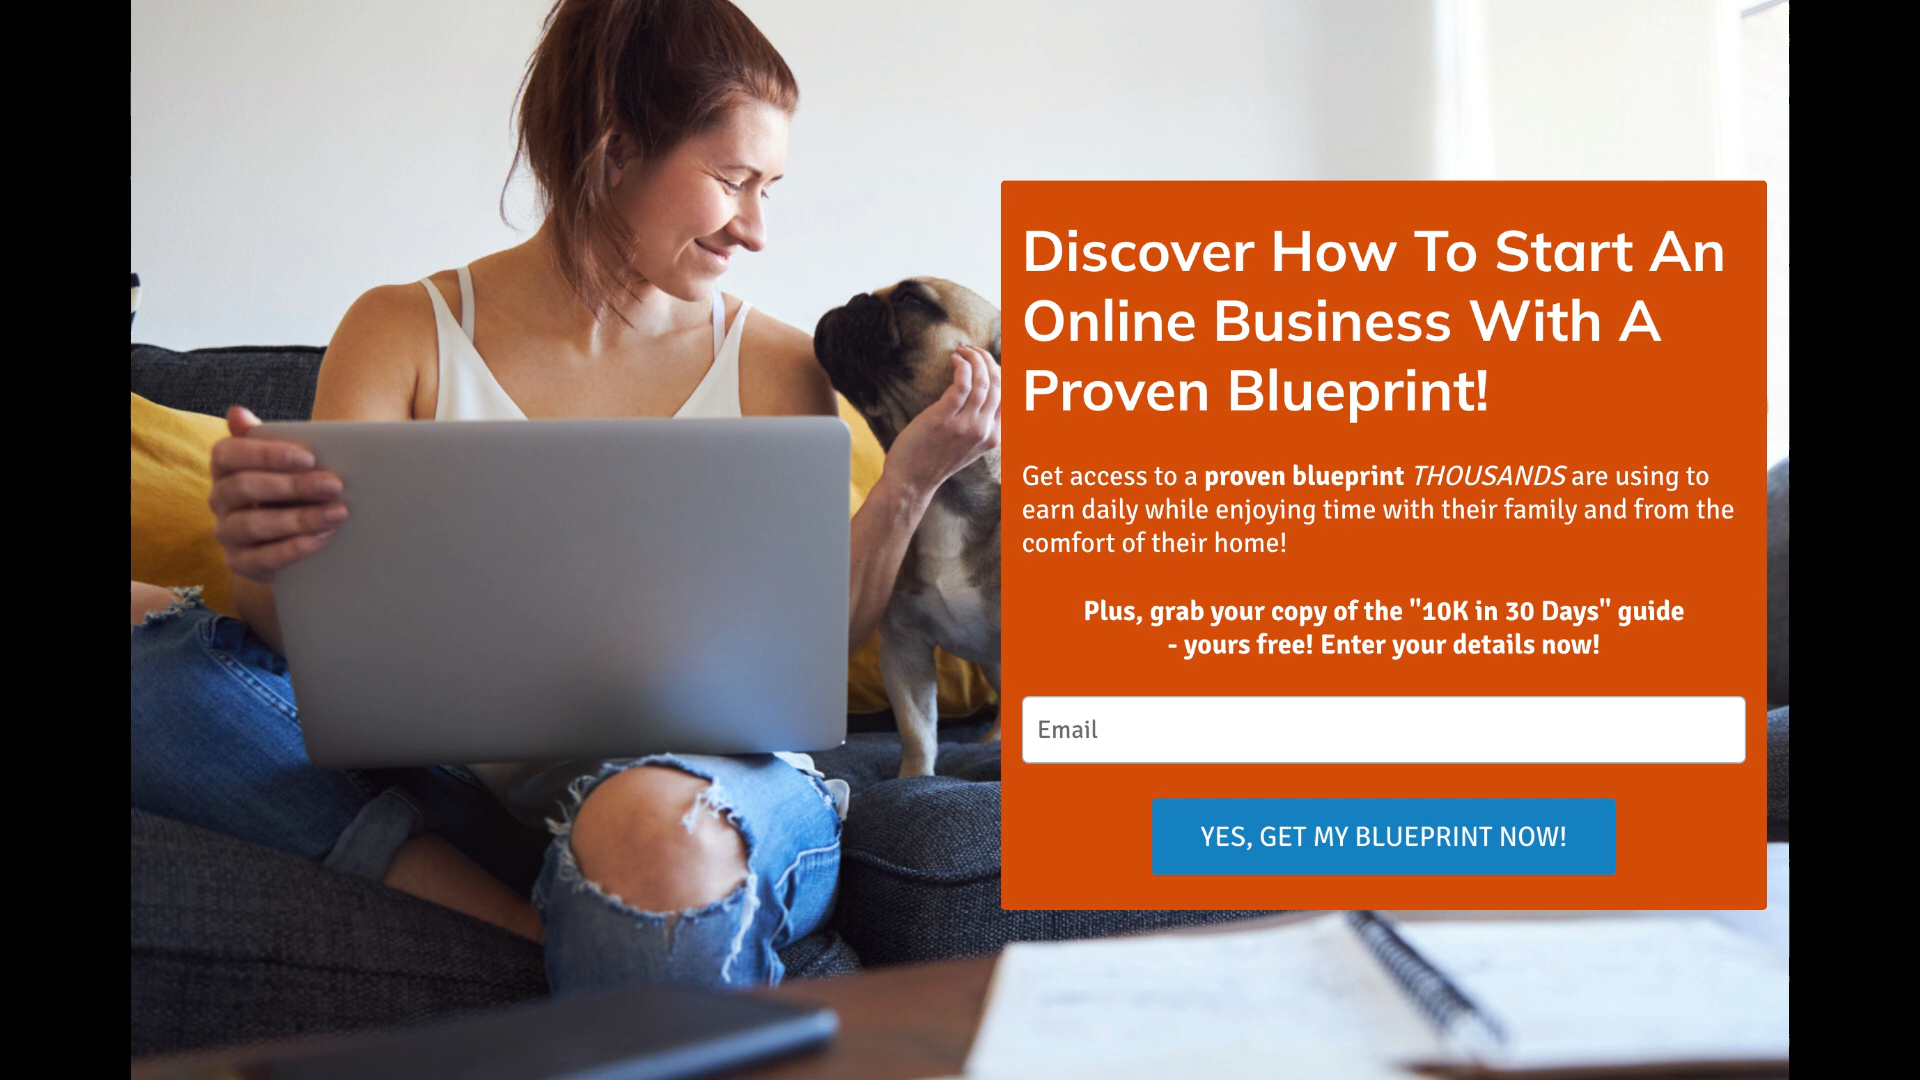 Discover How To Start An
Online Business With A
Proven Blueprint!
Get access to a proven blueprint THOUSANDS are using to
earn daily while enjoying time with their family and from the
comfort of their home!
Plus, grab your copy of the "10K in 30 Days" guide
- yours free! Enter your details now!
Email
YES, GET MY BLUEPRINT NOW!